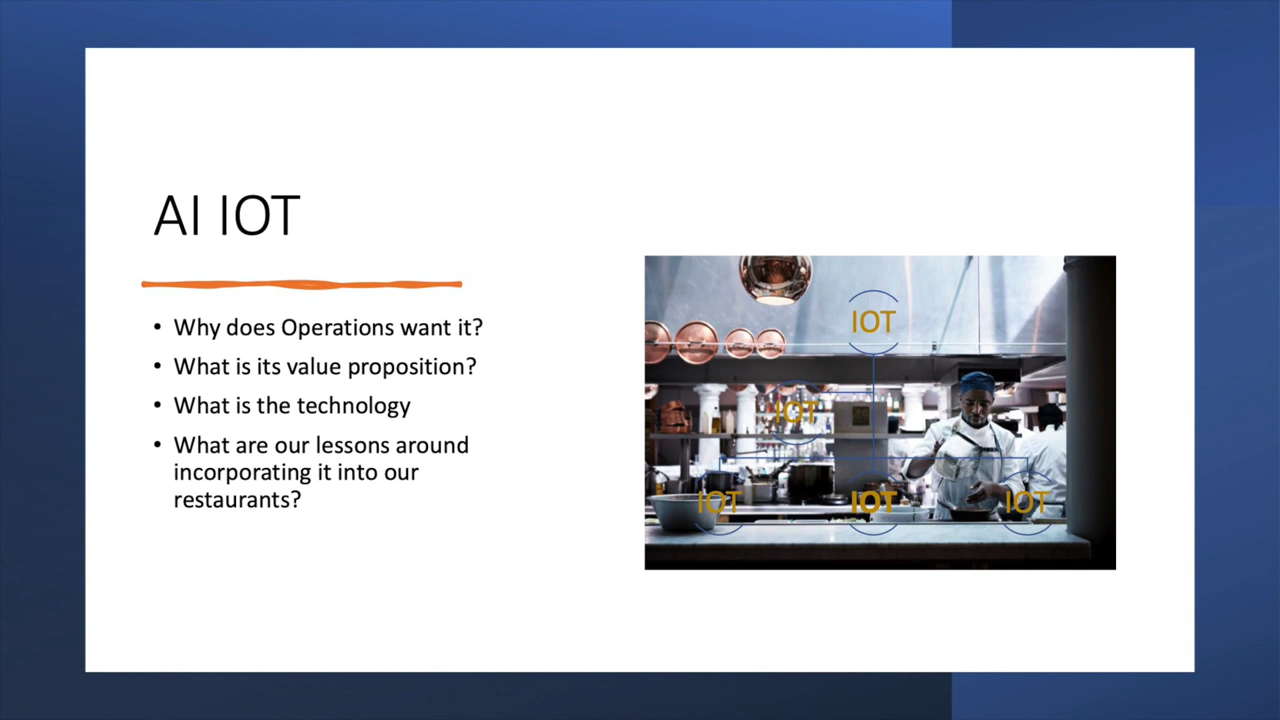 AI IOT
• Why does Operations want it?
• What is its value proposition?
• What is the technology
• What are our lessons around
incorporating it into our
restaurants?
IOT
IOT
IOT
IOT
IOT